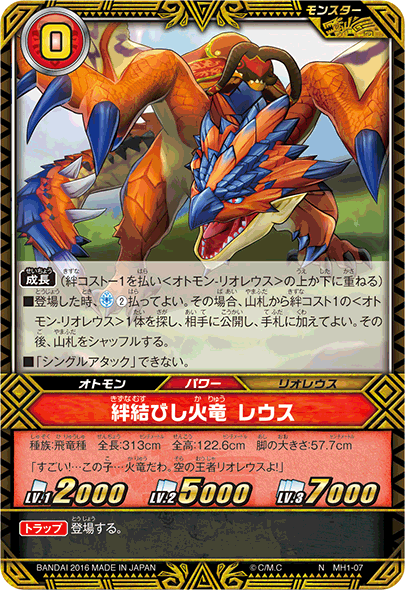 モンスター
0
成長 (絆コスト-1を払い<オトモン・リオレウス>の上か下に重ねる)
■登場した時、②払ってよい。その場合、山札から絆コスト1の<オト
モン・リオレウス>1体を探し、相手に公開し、手札に加えてよい。その
後、山札をシャッフルする。
■「シングルアタック」できない。
オトモン パワー リオレウス
絆結びし火竜 レウス
種族:飛竜種 全長:313cm 全高:122.6cm 脚の大きさ:57.7cm
「すごい!…この子…火竜だわ。空の王者リオレウスよ!」
LV.1 2000 LV.2 5000 LV.3 7000
トラップ 登場する。
BANDAI 2016 MADE IN JAPAN ©C/M.C N MH1-07